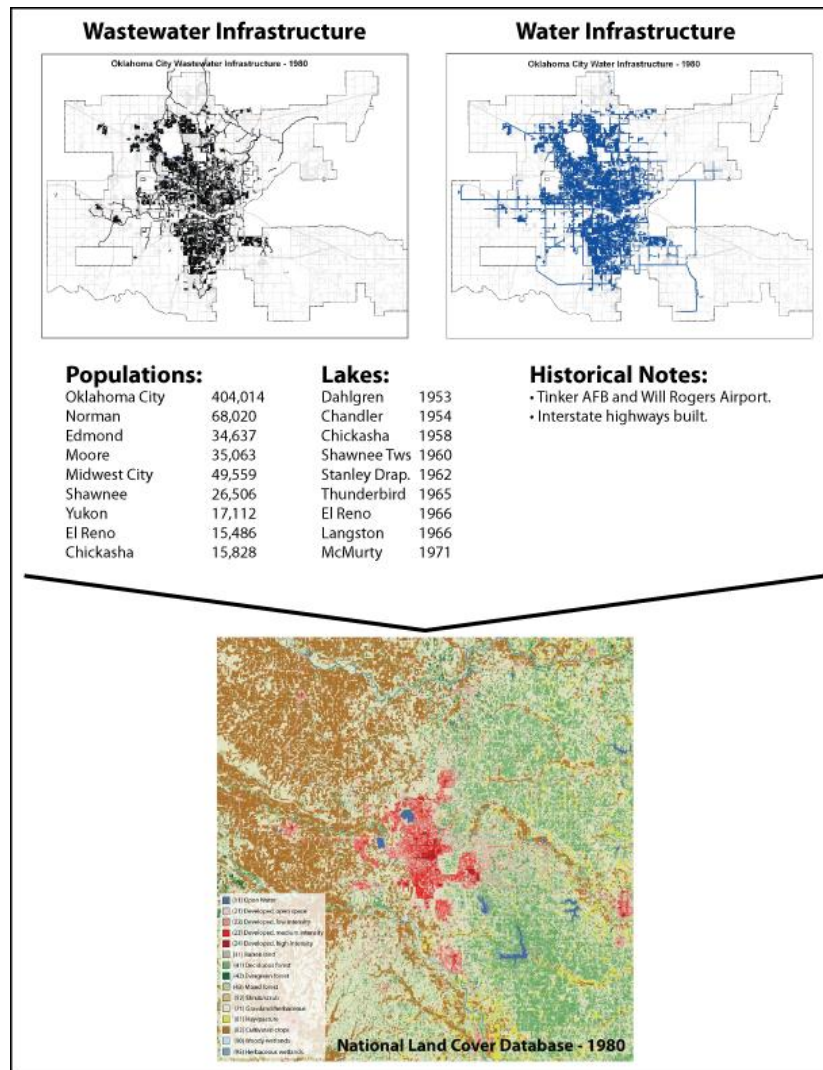 Wastewater Infrastructure
Water Infrastructure
Oklahoma City Wastewater Infrastructure - 1980
Oklahoma City Water Infrastructure - 1980
Populations:
Oklahoma City 404,014
Norman 68,020
Edmond 34,637
Moore 35,063
Midwest City 49,559
Shawnee 26,506
Yukon 17,112
El Reno 15,486
Chickasha 15,828
Lakes:
Dahlgren 1953
Chandler 1954
Chickasha 1958
Shawnee Tws 1960
Stanley Drap. 1962
Thunderbird 1965
El Reno 1966
Langston 1966
McMurty 1971
Historical Notes:
• Tinker AFB and Will Rogers Airport.
• Interstate highways built.
Open Water
(21) Developed, open space
(22) Developed, low intensity
(23) Developed, medium intensity
(24) Developed, high intensity
(41) Deciduous forest
(42) Evergreen forest
Mixed forest
Shrub/scrub
(71) Grassland/herbaceous
(81) Hay/pasture
(82) Cultivated crops
(90) Woody wetlands
(95) Herbaceous wetlands
National Land Cover Database - 1980